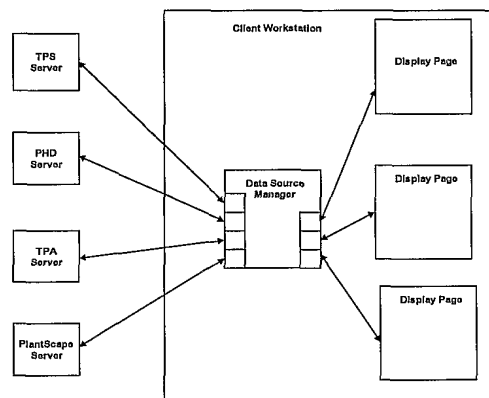 Client Workstation
TPS
Server
PHD
Server
TPA
Server
PlantScape
Server
Data Source
Manager
Display Page
Display Page
Display Page